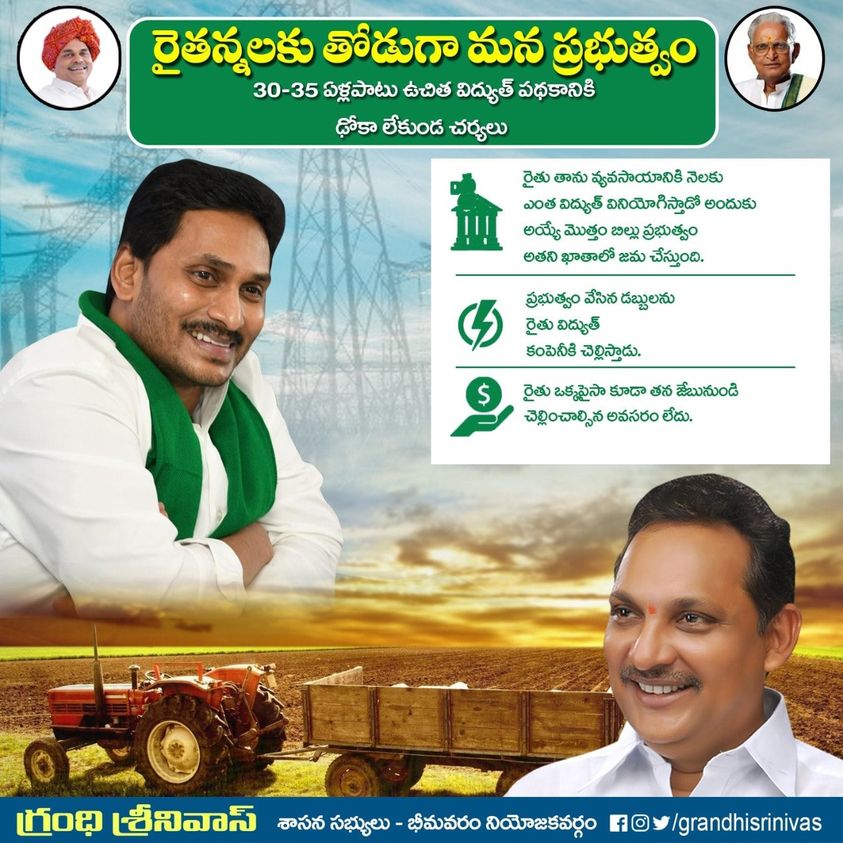 రైతన్నలకు తోడుగా మన ప్రభుత్వం
30-35 ఏళ్లపాటు ఉచిత విద్యుత్ పథకానికి
ఢోకా లేకుండ చర్యలు
రైతు తాను వ్యవసాయానికి నెలకు
ఎంత విద్యుత్ వినియోగిస్తాడో అందుకు
అయ్యే మొత్తం బిల్లు ప్రభుత్వం
అతని ఖాతాలో జమ చేస్తుంది.
ప్రభుత్వం వేసిన డబ్బులను
రైతు విద్యుత్
కంపెనీకి చెల్లిస్తాడు.
$
రైతు ఒక్కపైసా కూడా తన జేబునుండి
చెల్లించాల్సిన అవసరం లేదు.
గ్రంధి శ్రీనివాస్ శాసన సభ్యులు - భీమవరం నియోజకవర్గం /grandhisrinivas